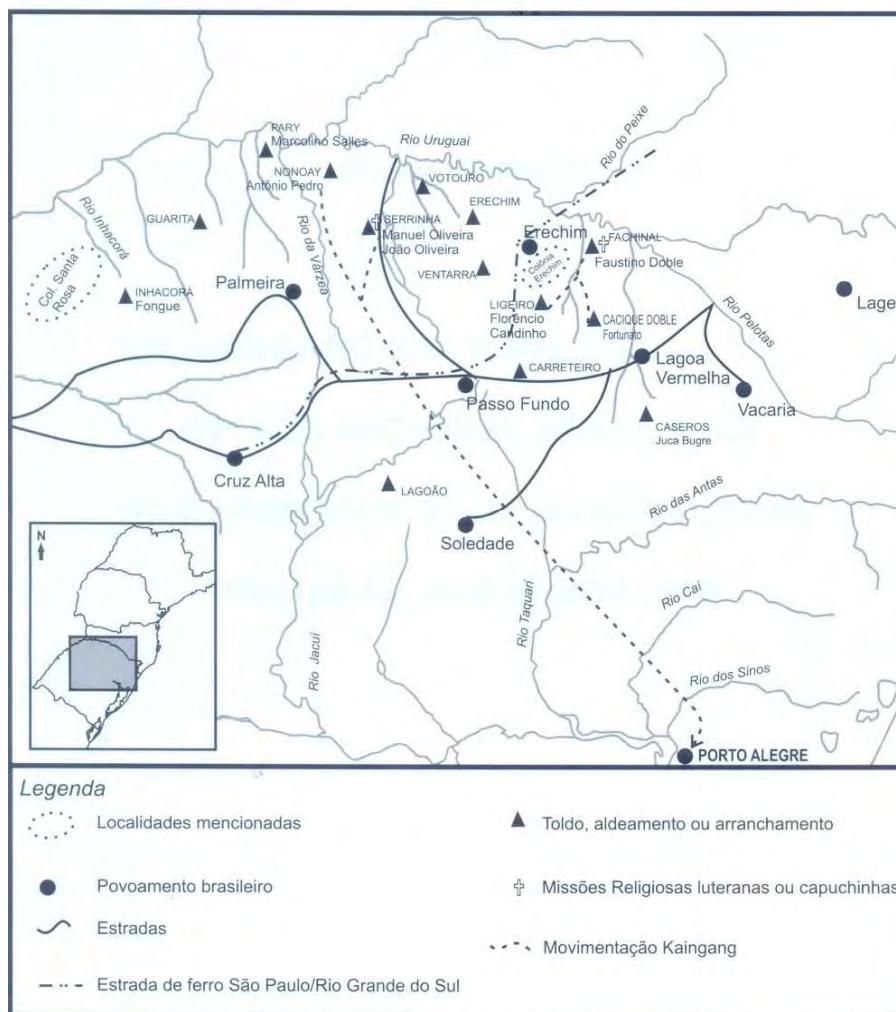 PARY
Marcolino Salles
NONOAY
Antônio Pedro
Rio Uruguai
Rio do Peixe
VOTOURO
GUARITA
SERRINHA
Manuel Oliveira
João Oliveira
ERECHIM
Erechim
FACHINAL
Faustino Doble
Rio Inhacorá
Rio da Várzea
Colônia
Erechim
VENTARRA
Col. Santa
Rosa
INHACORA
Fongue
Palmeira
LIGEIRO
Florencio
Candinho
CACIQUE DOBLE
Fortunato
Rio Pelotas
Lage
CARRETEIRO
Lagoa
Vermelha
Passo Fundo
Vacaria
CASEROS
Juca Bugre
Cruz Alta
LAGOÃO
Soledade
Rio das Antas
N
Rio Jacuí
Rio Taquari
Rio Caí
Rio dos Sinos
PORTO ALEGRE
Legenda
Localidades mencionadas
Toldo, aldeamento ou arranchamento
Povoamento brasileiro
Missões Religiosas luteranas ou capuchinhas
Estradas
Movimentação Kaingang
Estrada de ferro São Paulo/Rio Grande do Sul